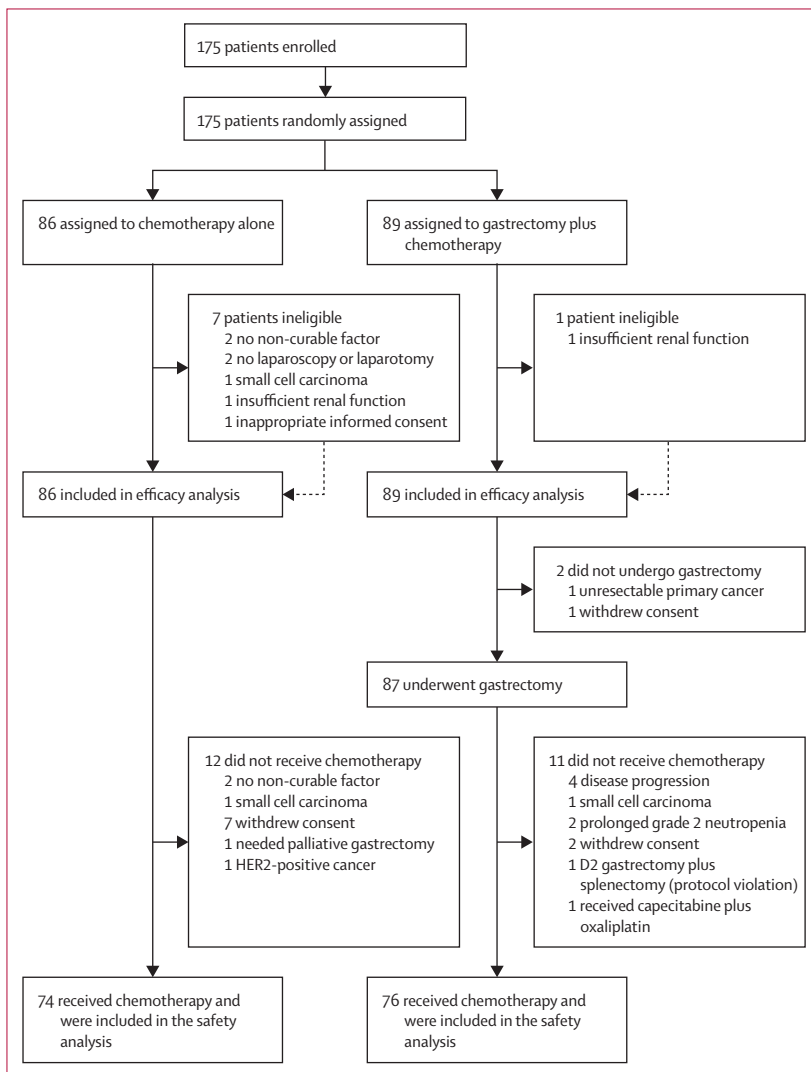 175 patients enrolled
175 patients randomly assigned
86 assigned to chemotherapy alone
89 assigned to gastrectomy plus
chemotherapy
7 patients ineligible
2 no non-curable factor
2 no laparoscopy or laparotomy
1 small cell carcinoma
1 insufficient renal function
1 inappropriate informed consent
1 patient ineligible
1 insufficient renal function
86 included in efficacy analysis
89 included in efficacy analysis
2 did not undergo gastrectomy
1 unresectable primary cancer
1 withdrew consent
87 underwent gastrectomy
12 did not receive chemotherapy
2 no non-curable factor
1 small cell carcinoma
7 withdrew consent
1 needed palliative gastrectomy
1 HER2-positive cancer
11 did not receive chemotherapy
4 disease progression
1 small cell carcinoma
2 prolonged grade 2 neutropenia
2 withdrew consent
1 D2 gastrectomy plus
splenectomy (protocol violation)
1 received capecitabine plus
oxaliplatin
74 received chemotherapy and
were included in the safety
analysis
76 received chemotherapy and
were included in the safety
analysis